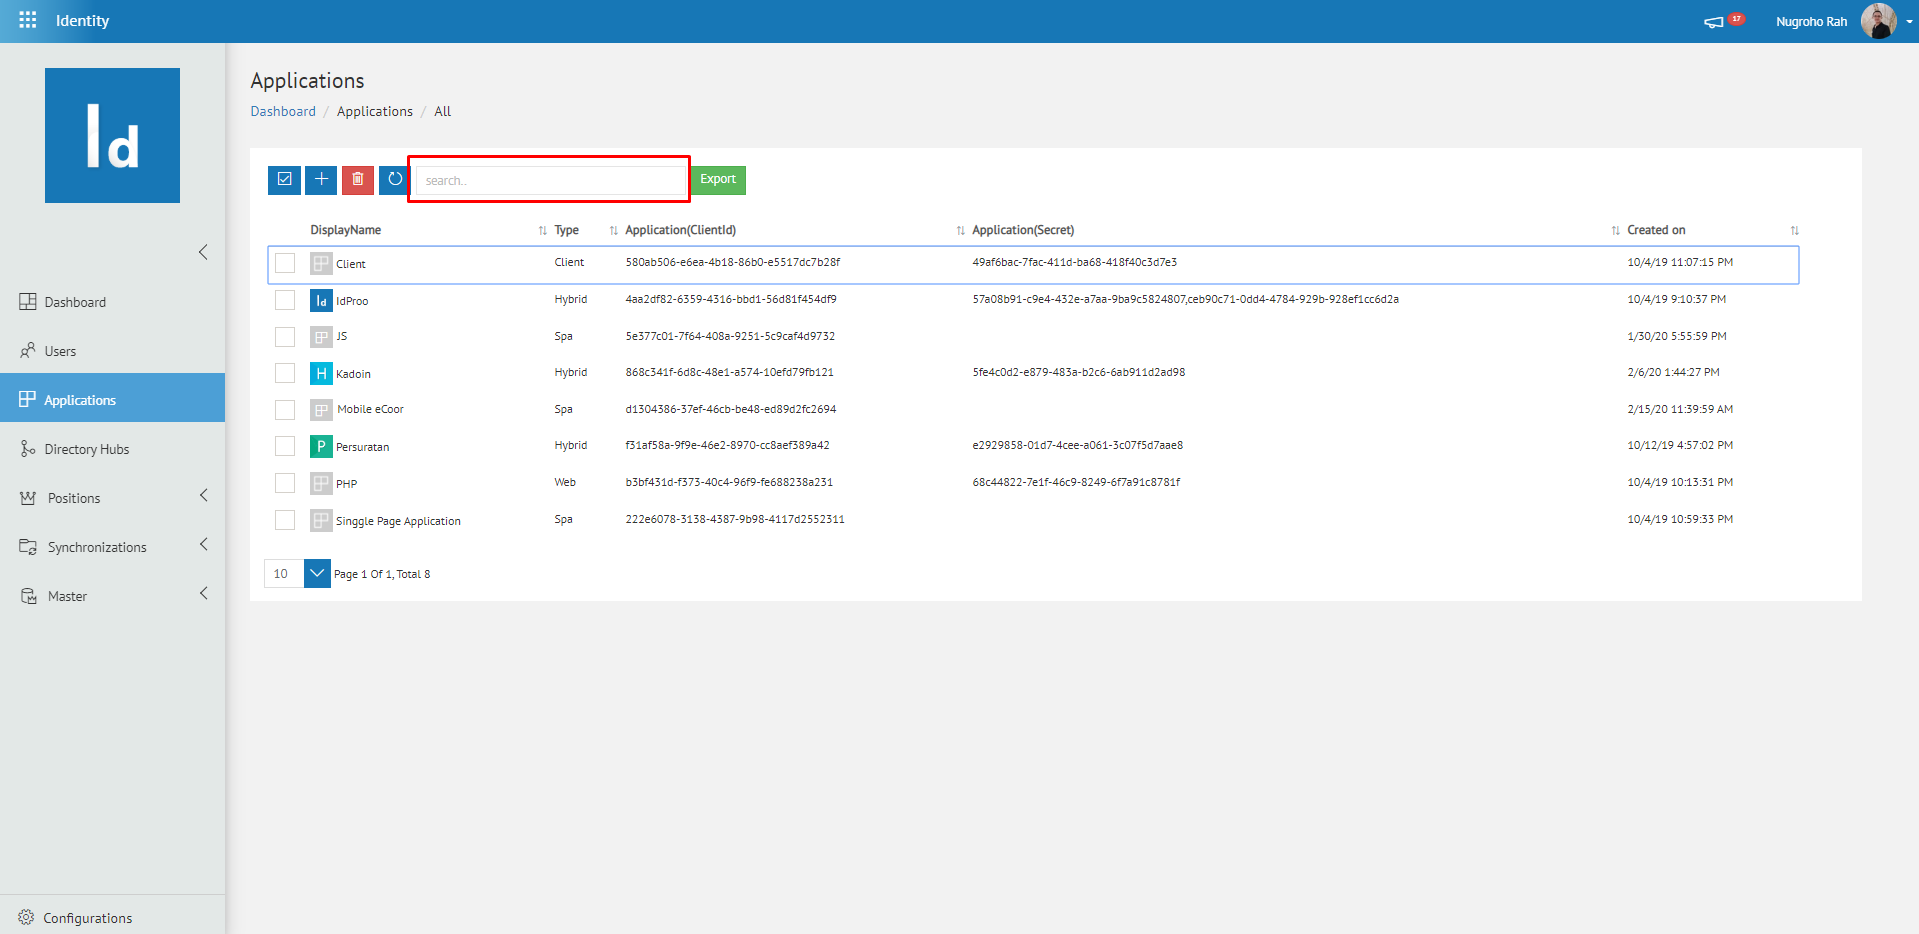 Identity
17
Nugroho Rah
Id
Applications
Dashboard / Applications / All
search..
Export
DisplayName Type Application(ClientId) Application(Secret) Created on
Client Client 580ab506-e6ea-4b18-86b0-e5517dc7b28f 49af6bac-7fac-411d-ba68-418f40c3d7e3 10/4/19 11:07:15 PM
Id IdProo Hybrid 4aa2df82-6359-4316-bbd1-56d81f454df9 57a08b91-c9e4-432e-a7aa-9ba9c5824807,ceb90c71-0dd4-4784-929b-928ef1cc6d2a 10/4/19 9:10:37 PM
JS Spa 5e377c01-7f64-408a-9251-5c9caf4d9732 1/30/20 5:55:59 PM
H Kadoin Hybrid 868c341f-6d8c-48e1-a574-10efd79fb121 5fe4c0d2-e879-483a-b2c6-6ab911d2ad98 2/6/20 1:44:27 PM
Mobile eCoor Spa d1304386-37ef-46cb-be48-ed89d2fc2694 2/15/20 11:39:59 AM
P Persuratan Hybrid f31af58a-9f9e-46e2-8970-cc8aef389a42 e2929858-01d7-4cee-a061-3c07f5d7aae8 10/12/19 4:57:02 PM
PHP Web b3bf431d-f373-40c4-96f9-fe688238a231 68c44822-7e1f-46c9-8249-6f7a91c8781f 10/4/19 10:13:31 PM
Singgle Page Application Spa 222e6078-3138-4387-9b98-4117d2552311 10/4/19 10:59:33 PM
10 Page 1 Of 1, Total 8
Dashboard
Users
Applications
Directory Hubs
Positions
Synchronizations
Master
Configurations